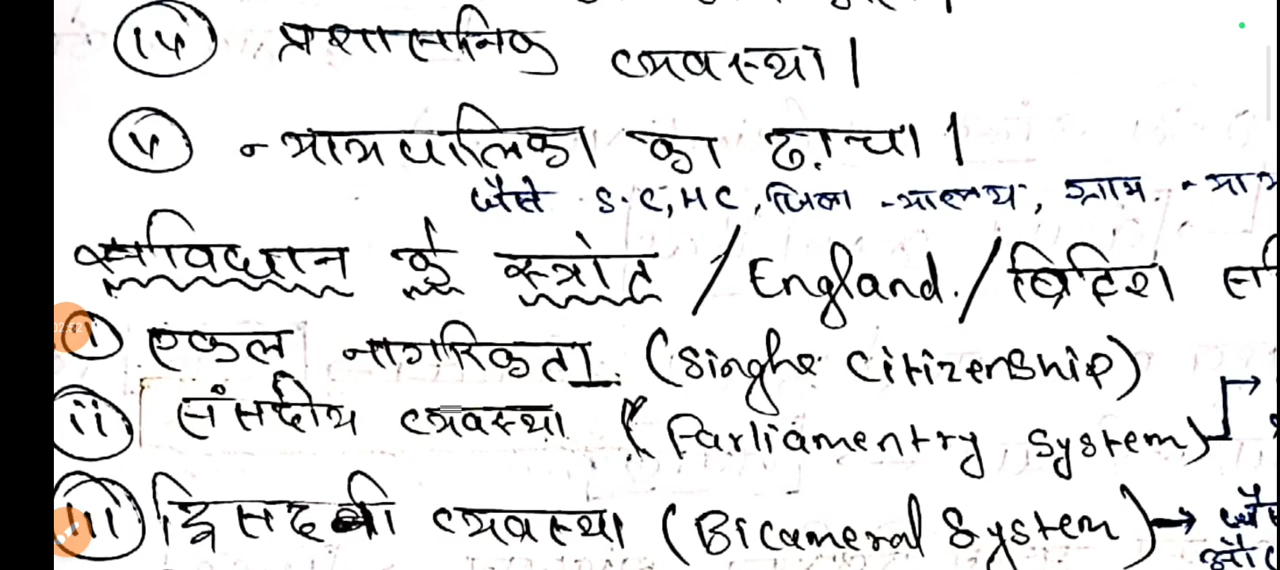 iv प्रशासनिक व्यवस्था।
v न्यायपालिका का ढ़ाचा।
जैसे S.C, HC, जिला न्यालय,
संविधान के स्त्रोत / England. / ब्रिटिश
i एकल नागरिकता (Singhe Citizenship)
ii संसदीय व्यवस्था (Parliamentry System)
iii द्विसदनी व्यवस्था (Bicameral System) →